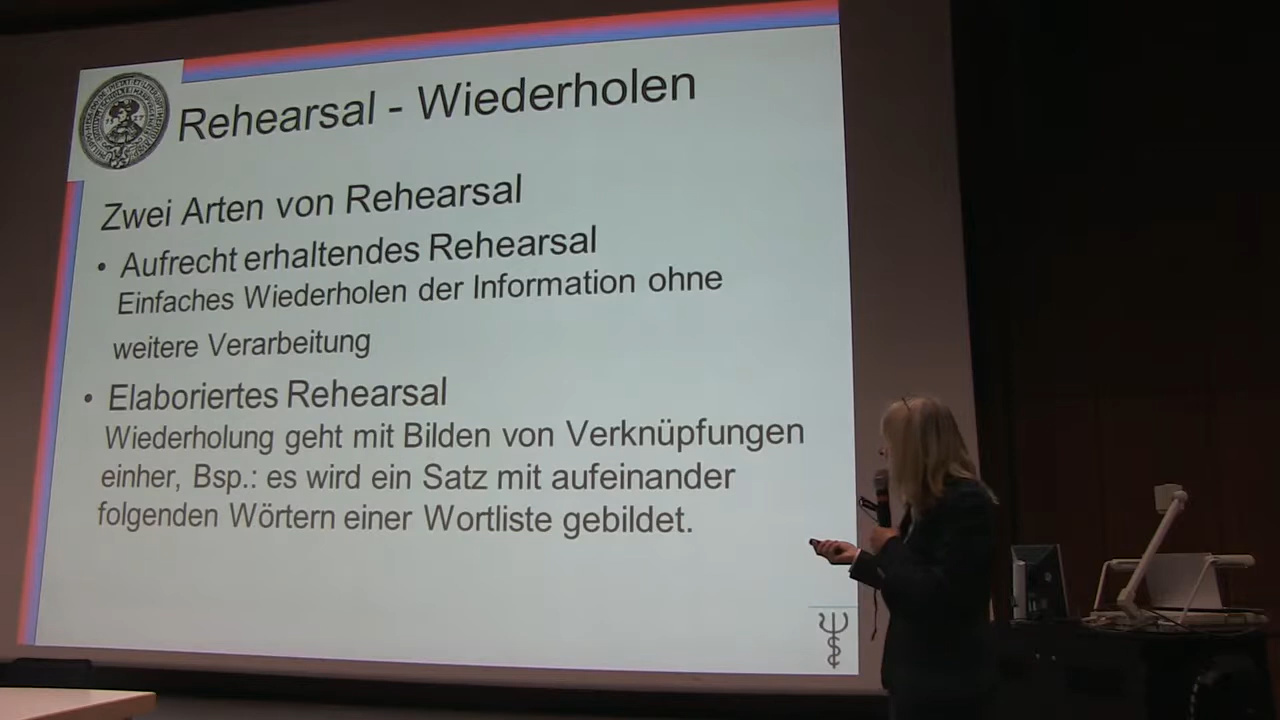 Rehearsal - Wiederholen
Zwei Arten von Rehearsal
• Aufrecht erhaltendes Rehearsal
Einfaches Wiederholen der Information ohne
weitere Verarbeitung
• Elaboriertes Rehearsal
Wiederholung geht mit Bilden von Verknüpfungen
einher, Bsp.: es wird ein Satz mit aufeinander
folgenden Wörtern einer Wortliste gebildet.